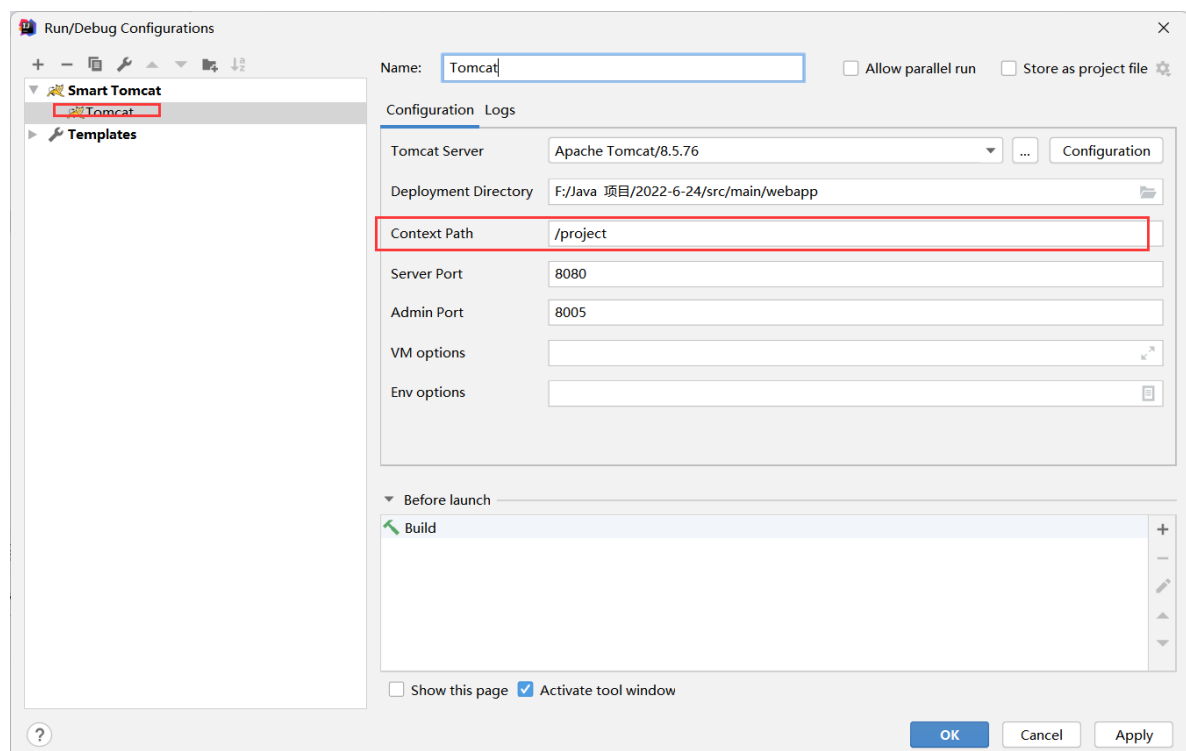 Run/Debug Configurations
Name: Tomcat
Allow parallel run
Store as project file
Smart Tomcat
Tomcat
Templates
Configuration Logs
Tomcat Server Apache Tomcat/8.5.76 ... Configuration
Deployment Directory F:/Java 项目/2022-6-24/src/main/webapp
Context Path /project
Server Port 8080
Admin Port 8005
VM options
Env options
Before launch
Build
Show this page Activate tool window
? OK Cancel Apply